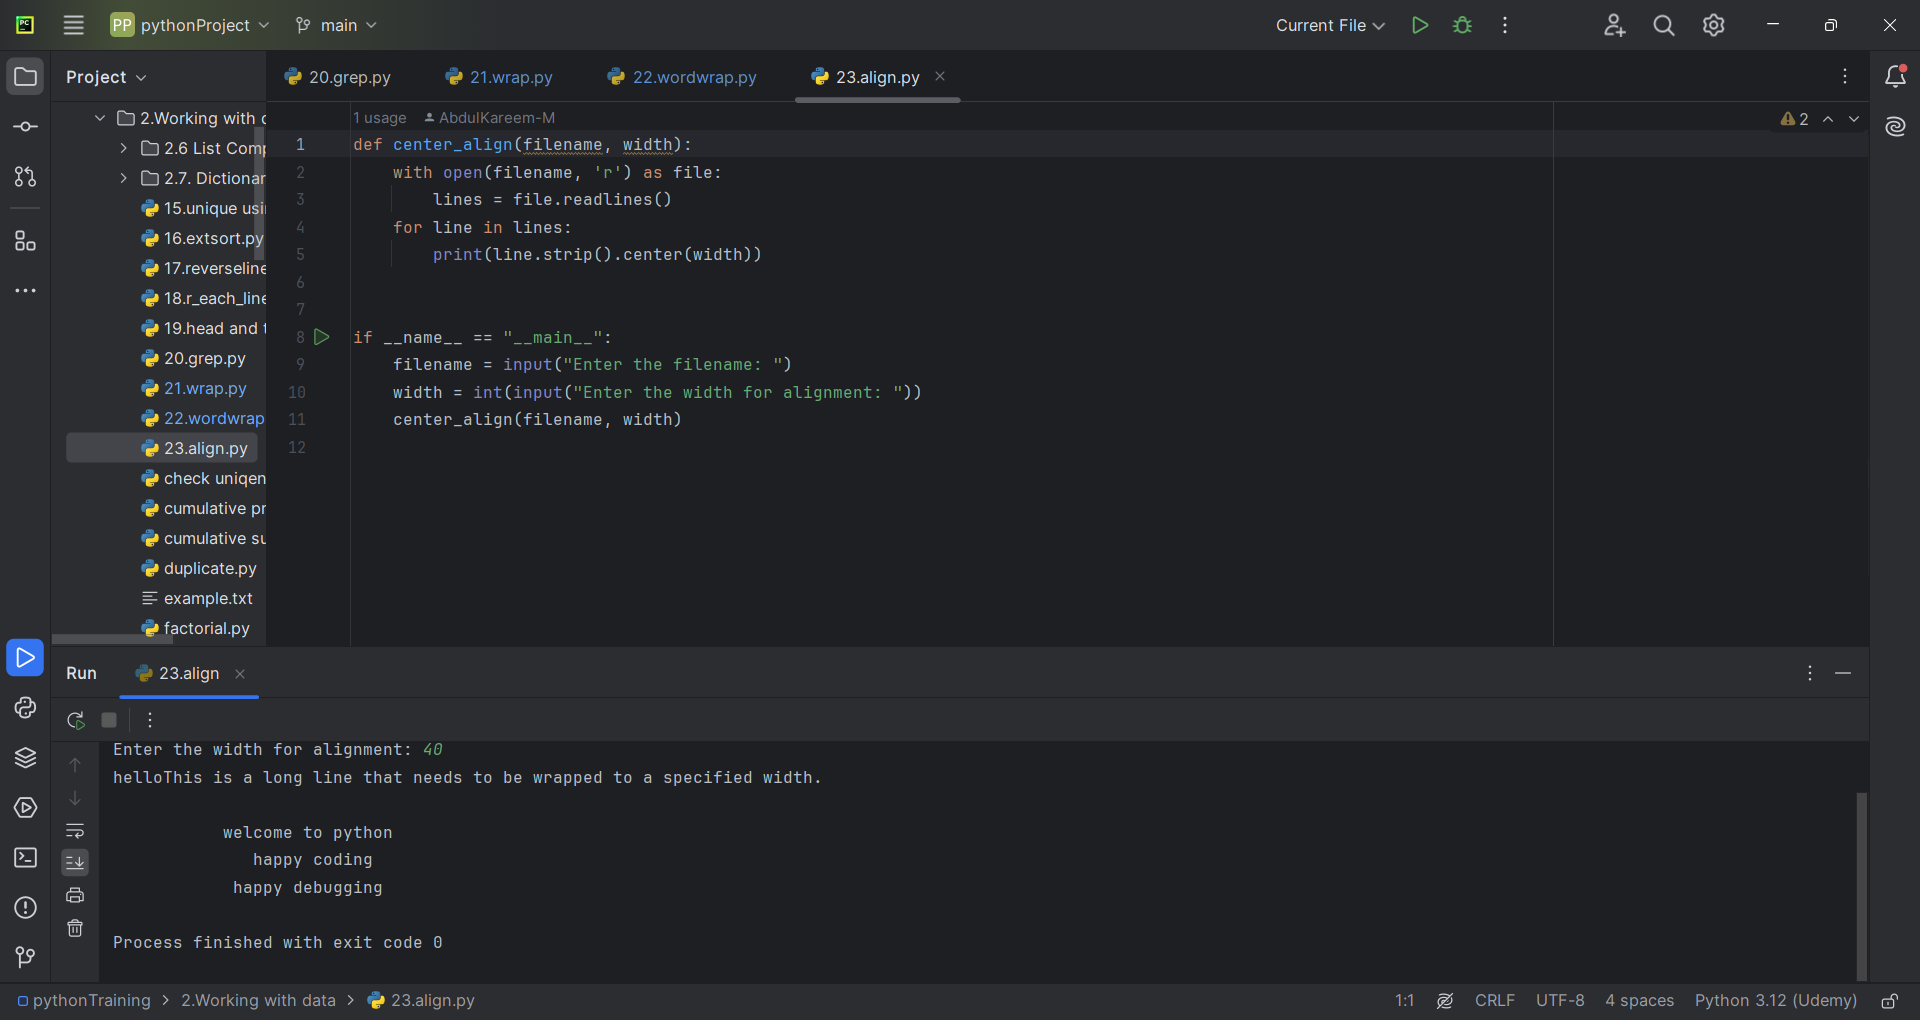 PC
PP pythonProject main Current File
Project
20.grep.py 21.wrap.py 22.wordwrap.py 23.align.py
2.Working with d
2.6 List Comp
2.7. Dictionar
15.unique usi
16.extsort.py
17.reverseline
18.r_each_line
19.head and t
20.grep.py
21.wrap.py
22.wordwrap
23.align.py
check uniqen
cumulative pr
cumulative su
duplicate.py
example.txt
factorial.py
1 usage AbdulKareem-M
2
1 def center_align(filename, width):
2     with open(filename, 'r') as file:
3         lines = file.readlines()
4     for line in lines:
5         print(line.strip().center(width))
6
7
8 if __name__ == "__main__":
9     filename = input("Enter the filename: ")
10     width = int(input("Enter the width for alignment: "))
11     center_align(filename, width)
12
Run 23.align
Enter the width for alignment: 40
helloThis is a long line that needs to be wrapped to a specified width.
welcome to python
happy coding
happy debugging
Process finished with exit code 0
pythonTraining > 2.Working with data > 23.align.py 1:1 CRLF UTF-8 4 spaces Python 3.12 (Udemy)